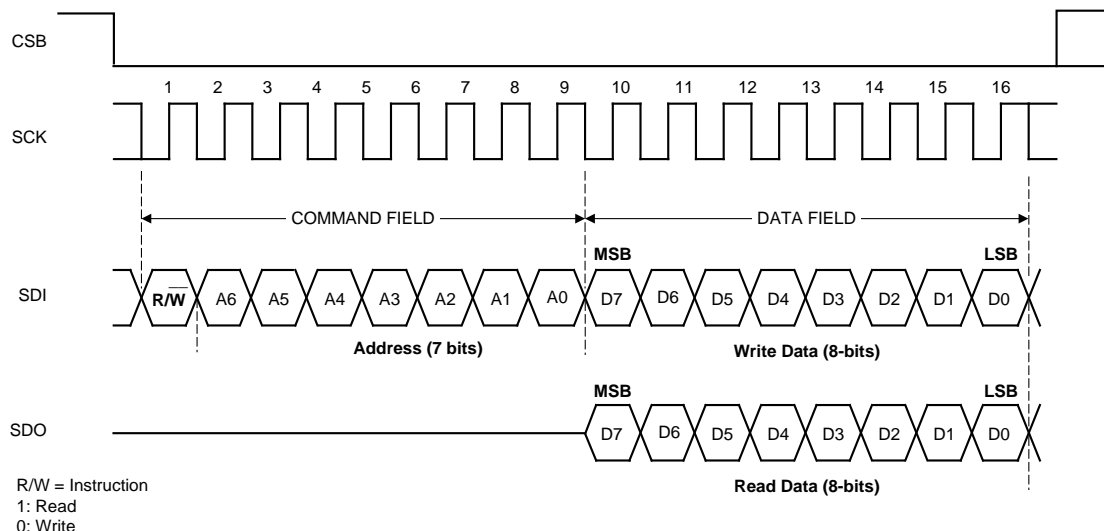 CSB
1 2 3 4 5 6 7 8 9 10 11 12 13 14 15 16
SCK
COMMAND FIELD DATA FIELD
MSB LSB
SDI R/W̅ A6 A5 A4 A3 A2 A1 A0 D7 D6 D5 D4 D3 D2 D1 D0
Address (7 bits) Write Data (8-bits)
MSB LSB
SDO D7 D6 D5 D4 D3 D2 D1 D0
R/W = Instruction Read Data (8-bits)
1: Read
0: Write